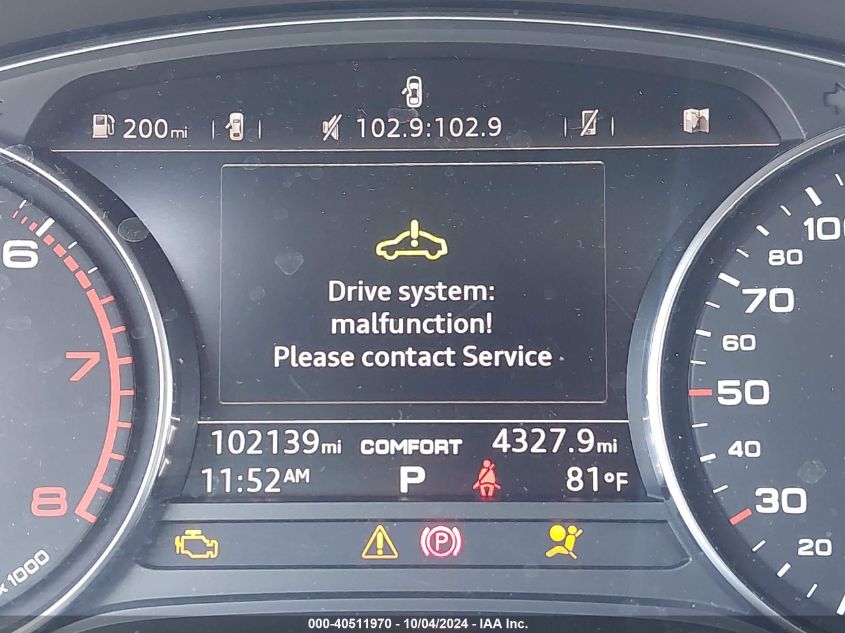 200mi 102.9:102.9
Drive system:
malfunction!
Please contact Service
102139mi COMFORT 4327.9mi
11:52AM P 81°F
P
6
7
8
x 1000
100
80
70
60
50
40
30
20
000-40511970 - 10/04/2024 - IAA Inc.